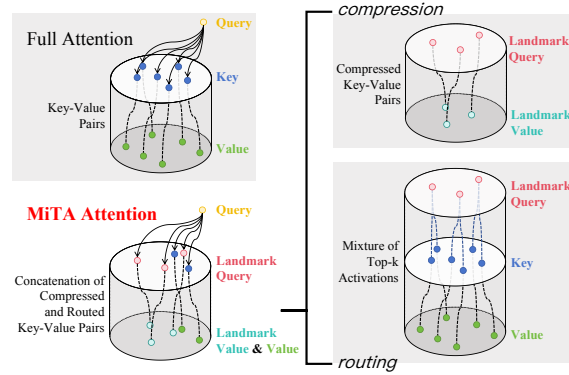 Full Attention
Query
Key
Key-Value
Pairs
Value
MiTA Attention
Query
Landmark
Query
Concatenation of
Compressed
and Routed
Key-Value Pairs
Landmark
Value & Value
compression
Landmark
Query
Compressed
Key-Value
Pairs
Landmark
Value
Landmark
Query
Mixture of
Top-k
Activations
Key
Value
routing